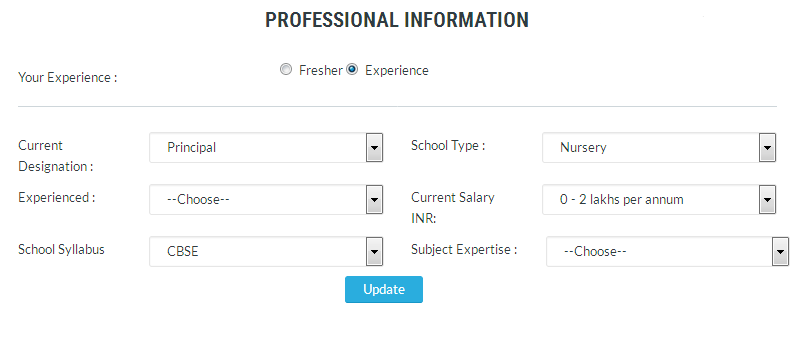 PROFESSIONAL INFORMATION
Your Experience : Fresher Experience
Current Designation : Principal School Type : Nursery
Experienced : --Choose-- Current Salary INR: 0 - 2 lakhs per annum
School Syllabus CBSE Subject Expertise : --Choose--
Update